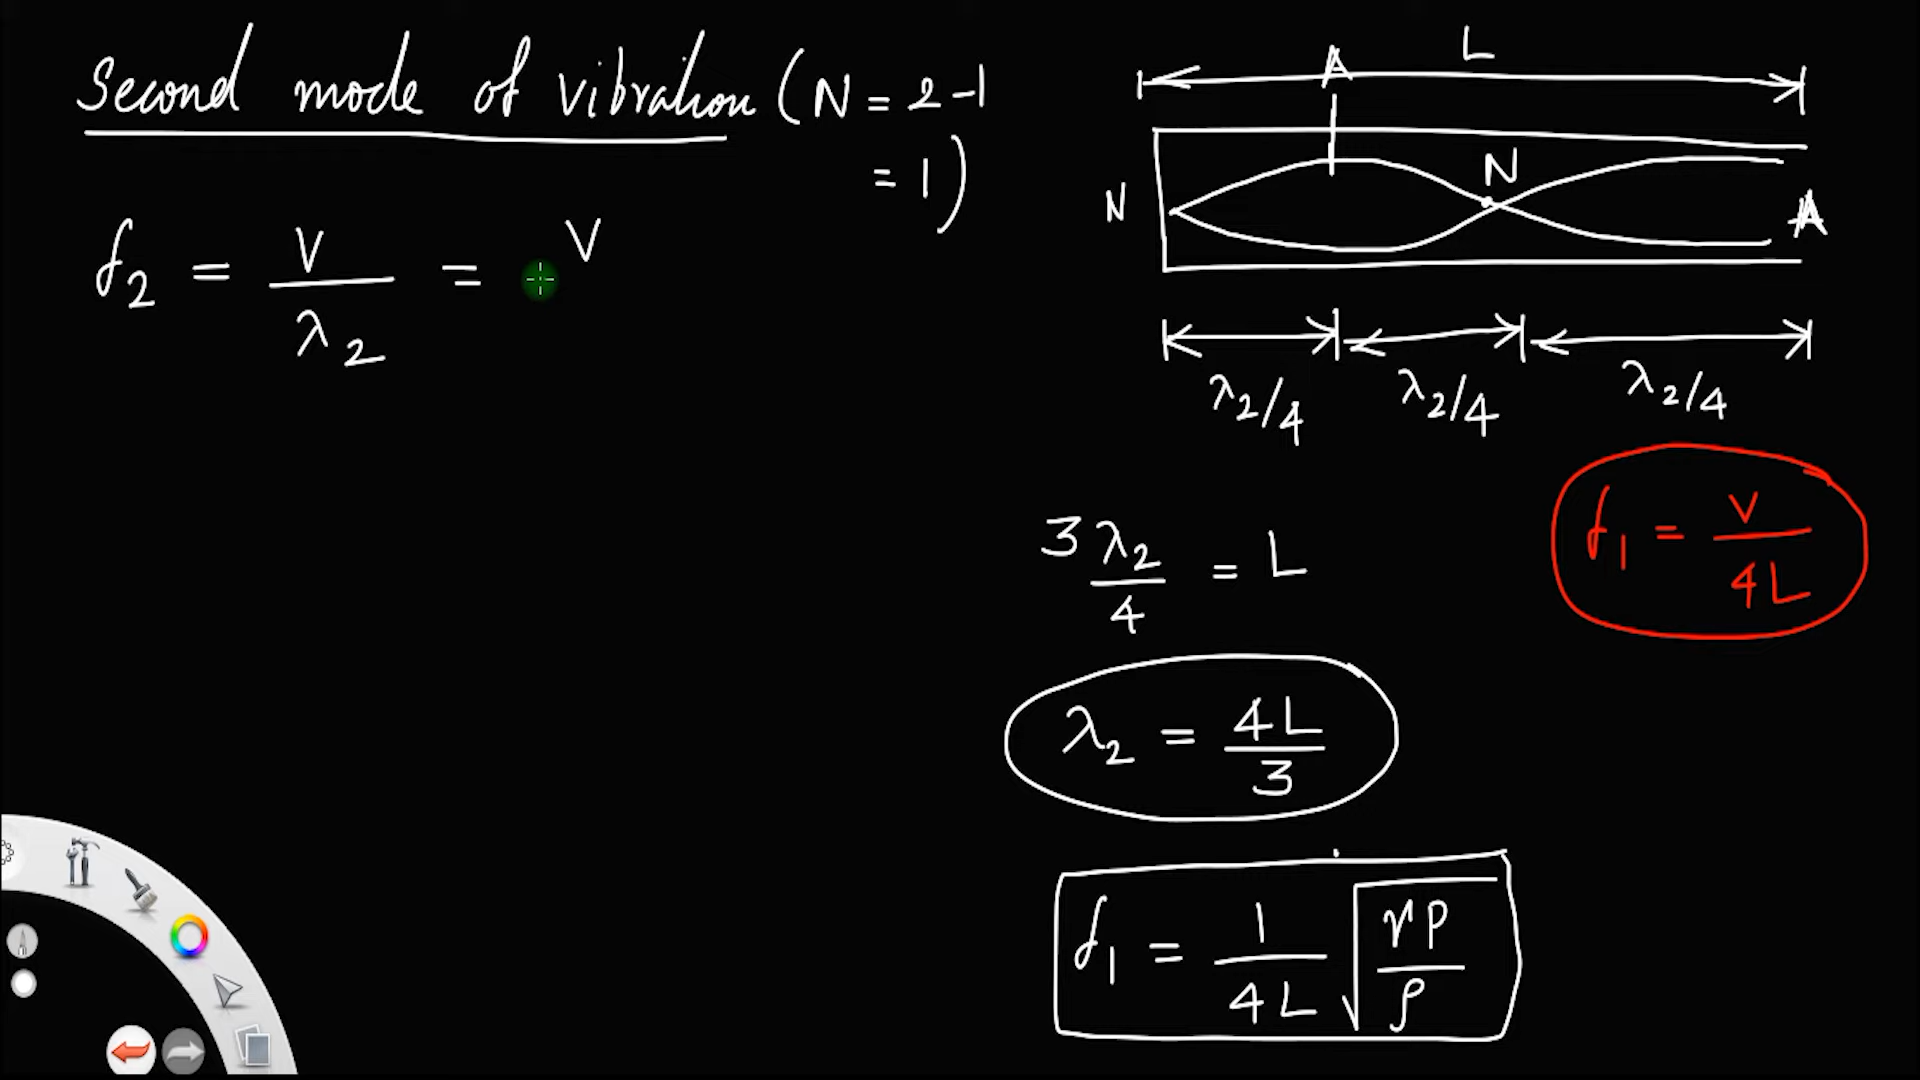 Second mode of vibration (N = 2-1
= 1)
f₂ = V/λ₂ = V
L
A
N
N
A
λ₂/4 λ₂/4 λ₂/4
3λ₂/4 = L
f₁ = V/4L
λ₂ = 4L/3
f₁ = 1/4L √(γP/ρ)